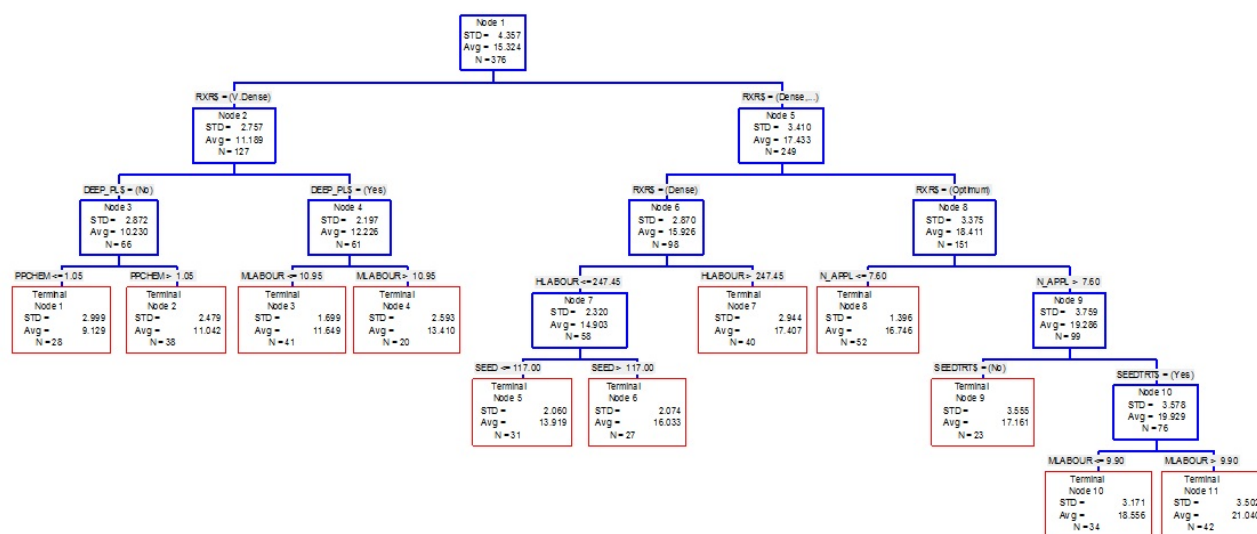 Node 1
STD = 4.357
Avg = 15.324
N = 376
RXR$ = (V.Dense)
RXR$ = (Dense,...)
Node 2
STD = 2.757
Avg = 11.189
N = 127
Node 5
STD = 3.410
Avg = 17.433
N = 249
DEEP_PL$ = (No)
DEEP_PL$ = (Yes)
RXR$ = (Dense)
RXR$ = (Optimum)
Node 3
STD = 2.872
Avg = 10.230
N = 66
Node 4
STD = 2.197
Avg = 12.226
N = 61
Node 6
STD = 2.870
Avg = 15.926
N = 98
Node 8
STD = 3.375
Avg = 18.411
N = 151
PPCHEM <= 1.05
PPCHEM > 1.05
MLABOUR <= 10.95
MLABOUR > 10.95
HLABOUR <= 247.45
HLABOUR > 247.45
N_APPL <= 7.60
N_APPL > 7.60
Terminal
Node 1
STD = 2.999
Avg = 9.129
N = 28
Terminal
Node 2
STD = 2.479
Avg = 11.042
N = 38
Terminal
Node 3
STD = 1.699
Avg = 11.649
N = 41
Terminal
Node 4
STD = 2.593
Avg = 13.410
N = 20
Node 7
STD = 2.320
Avg = 14.903
N = 58
Terminal
Node 7
STD = 2.944
Avg = 17.407
N = 40
Terminal
Node 8
STD = 1.396
Avg = 16.746
N = 52
Node 9
STD = 3.759
Avg = 19.286
N = 99
SEED <= 117.00
SEED > 117.00
SEEDTRT$ = (No)
SEEDTRT$ = (Yes)
Terminal
Node 5
STD = 2.060
Avg = 13.919
N = 31
Terminal
Node 6
STD = 2.074
Avg = 16.033
N = 27
Terminal
Node 9
STD = 3.555
Avg = 17.161
N = 23
Node 10
STD = 3.578
Avg = 19.929
N = 76
MLABOUR <= 9.90
MLABOUR > 9.90
Terminal
Node 10
STD = 3.171
Avg = 18.556
N = 34
Terminal
Node 11
STD = 3.502
Avg = 21.040
N = 42